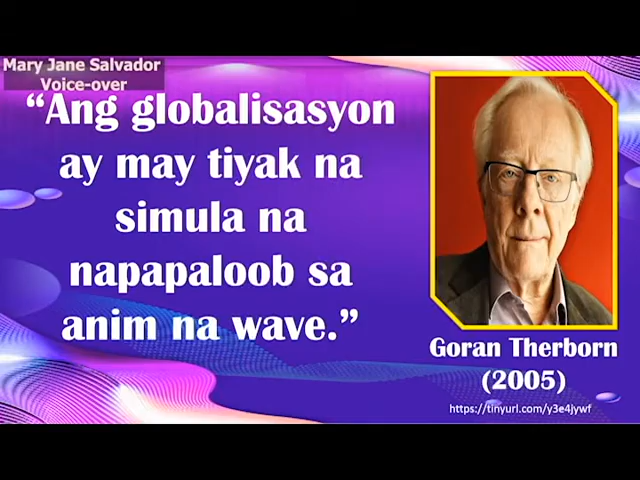 Mary Jane Salvador
Voice-over
“Ang globalisasyon
ay may tiyak na
simula na
napapaloob sa
anim na wave.”
Goran Therborn
(2005)
https://tinyurl.com/y3e4jywf